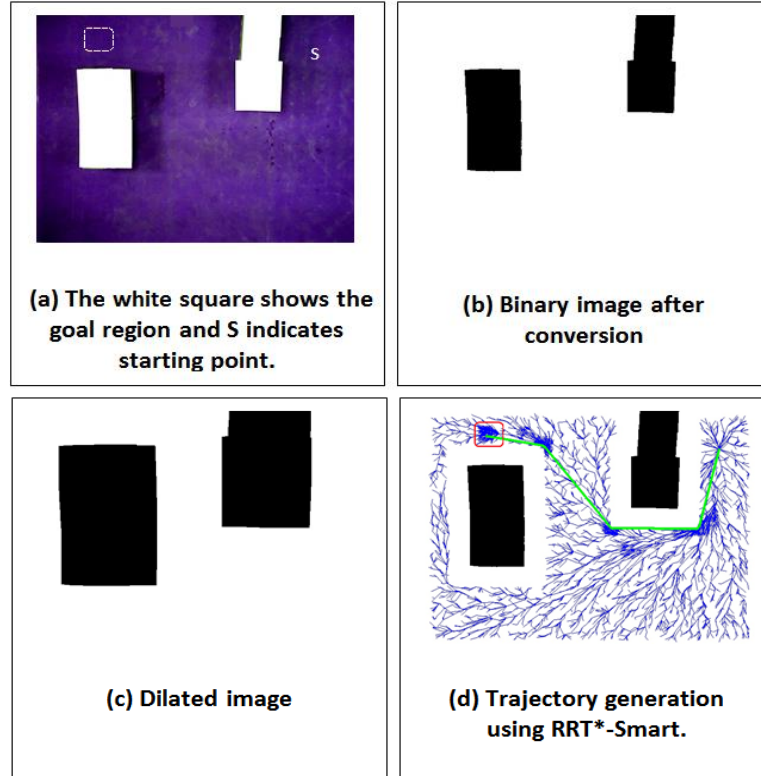 S
(a) The white square shows the
goal region and S indicates
starting point.
(b) Binary image after
conversion
(c) Dilated image
(d) Trajectory generation
using RRT*-Smart.